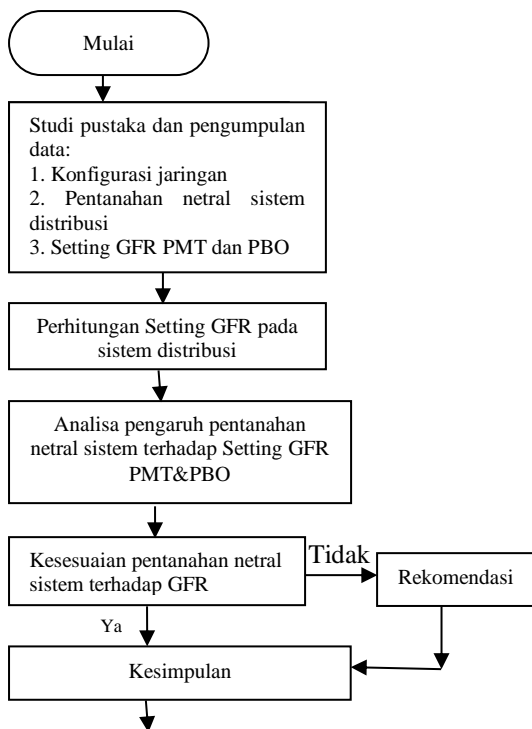 Mulai
Studi pustaka dan pengumpulan
data:
1. Konfigurasi jaringan
2. Pentanahan netral sistem
distribusi
3. Setting GFR PMT dan PBO
Perhitungan Setting GFR pada
sistem distribusi
Analisa pengaruh pentanahan
netral sistem terhadap Setting GFR
PMT&PBO
Kesesuaian pentanahan netral
sistem terhadap GFR
Tidak
Rekomendasi
Ya
Kesimpulan